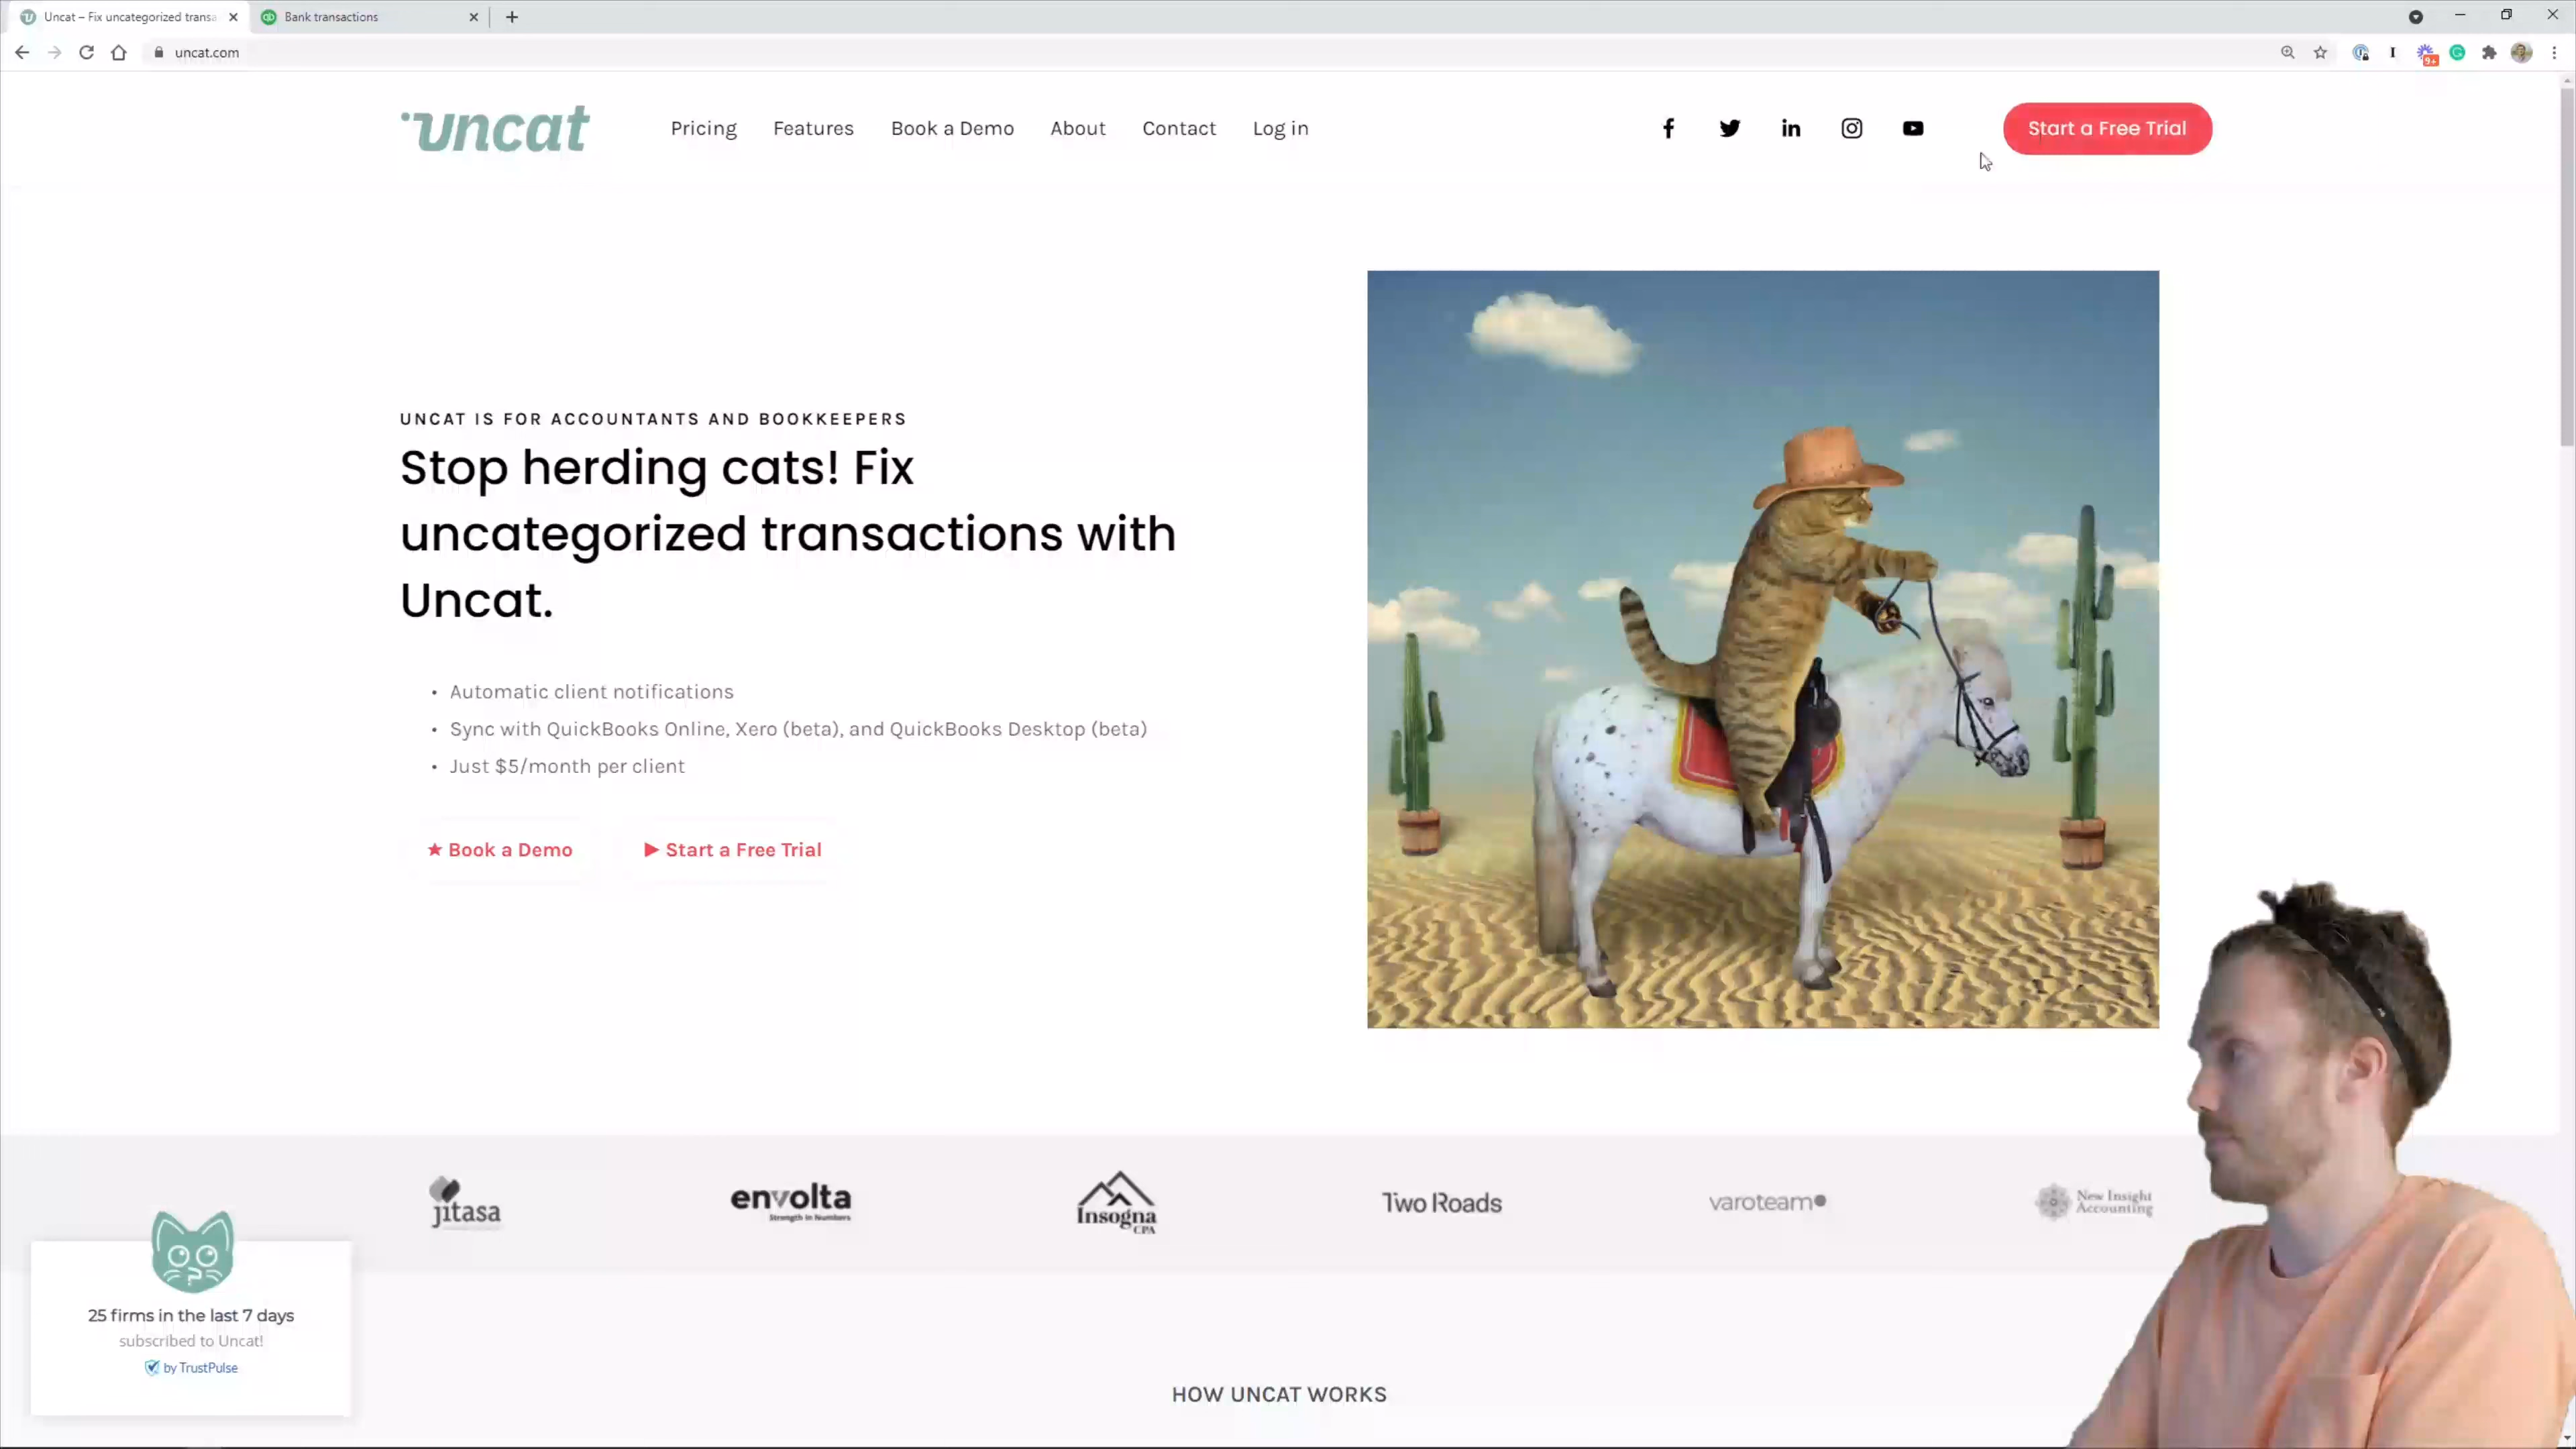 Uncat – Fix uncategorized transa
Bank transactions
uncat.com
9+
uncat
Pricing
Features
Book a Demo
About
Contact
Log in
Start a Free Trial
UNCAT IS FOR ACCOUNTANTS AND BOOKKEEPERS
Stop herding cats! Fix
uncategorized transactions with
Uncat.
• Automatic client notifications
• Sync with QuickBooks Online, Xero (beta), and QuickBooks Desktop (beta)
• Just $5/month per client
★ Book a Demo
▶ Start a Free Trial
jitasa
envolta
Strength in Numbers
Insogna
CPA
Two Roads
varoteam
New Insight
Accounting
25 firms in the last 7 days
subscribed to Uncat!
by TrustPulse
HOW UNCAT WORKS